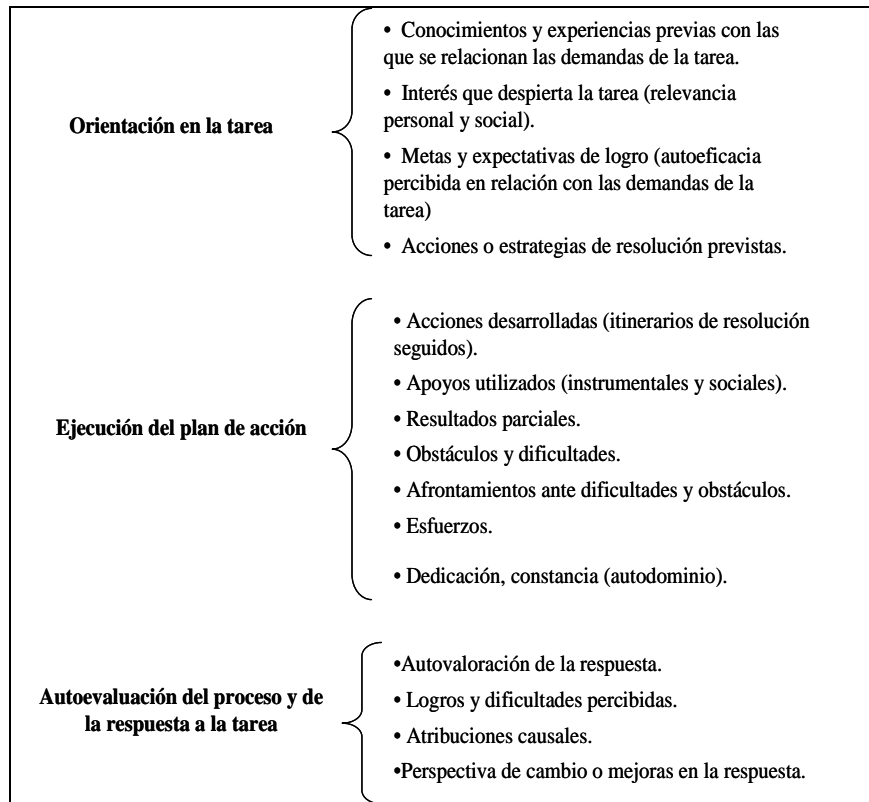 Orientación en la tarea
• Conocimientos y experiencias previas con las
que se relacionan las demandas de la tarea.
• Interés que despierta la tarea (relevancia
personal y social).
• Metas y expectativas de logro (autoeficacia
percibida en relación con las demandas de la
tarea)
• Acciones o estrategias de resolución previstas.
Ejecución del plan de acción
• Acciones desarrolladas (itinerarios de resolución
seguidos).
• Apoyos utilizados (instrumentales y sociales).
• Resultados parciales.
• Obstáculos y dificultades.
• Afrontamientos ante dificultades y obstáculos.
• Esfuerzos.
• Dedicación, constancia (autodominio).
Autoevaluación del proceso y de
la respuesta a la tarea
•Autovaloración de la respuesta.
• Logros y dificultades percibidas.
• Atribuciones causales.
•Perspectiva de cambio o mejoras en la respuesta.